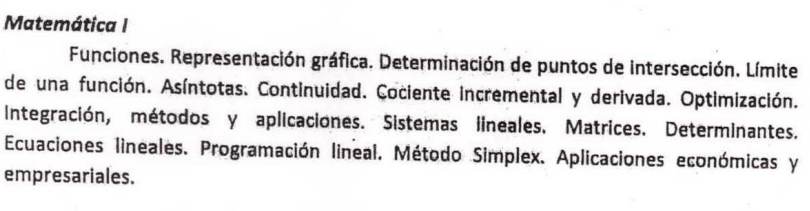 Matemática I
Funciones. Representación gráfica. Determinación de puntos de intersección. Límite
de una función. Asíntotas. Continuidad. Cociente incremental y derivada. Optimización.
Integración, métodos y aplicaciones. Sistemas lineales. Matrices. Determinantes.
Ecuaciones lineales. Programación lineal. Método Simplex. Aplicaciones económicas y
empresariales.